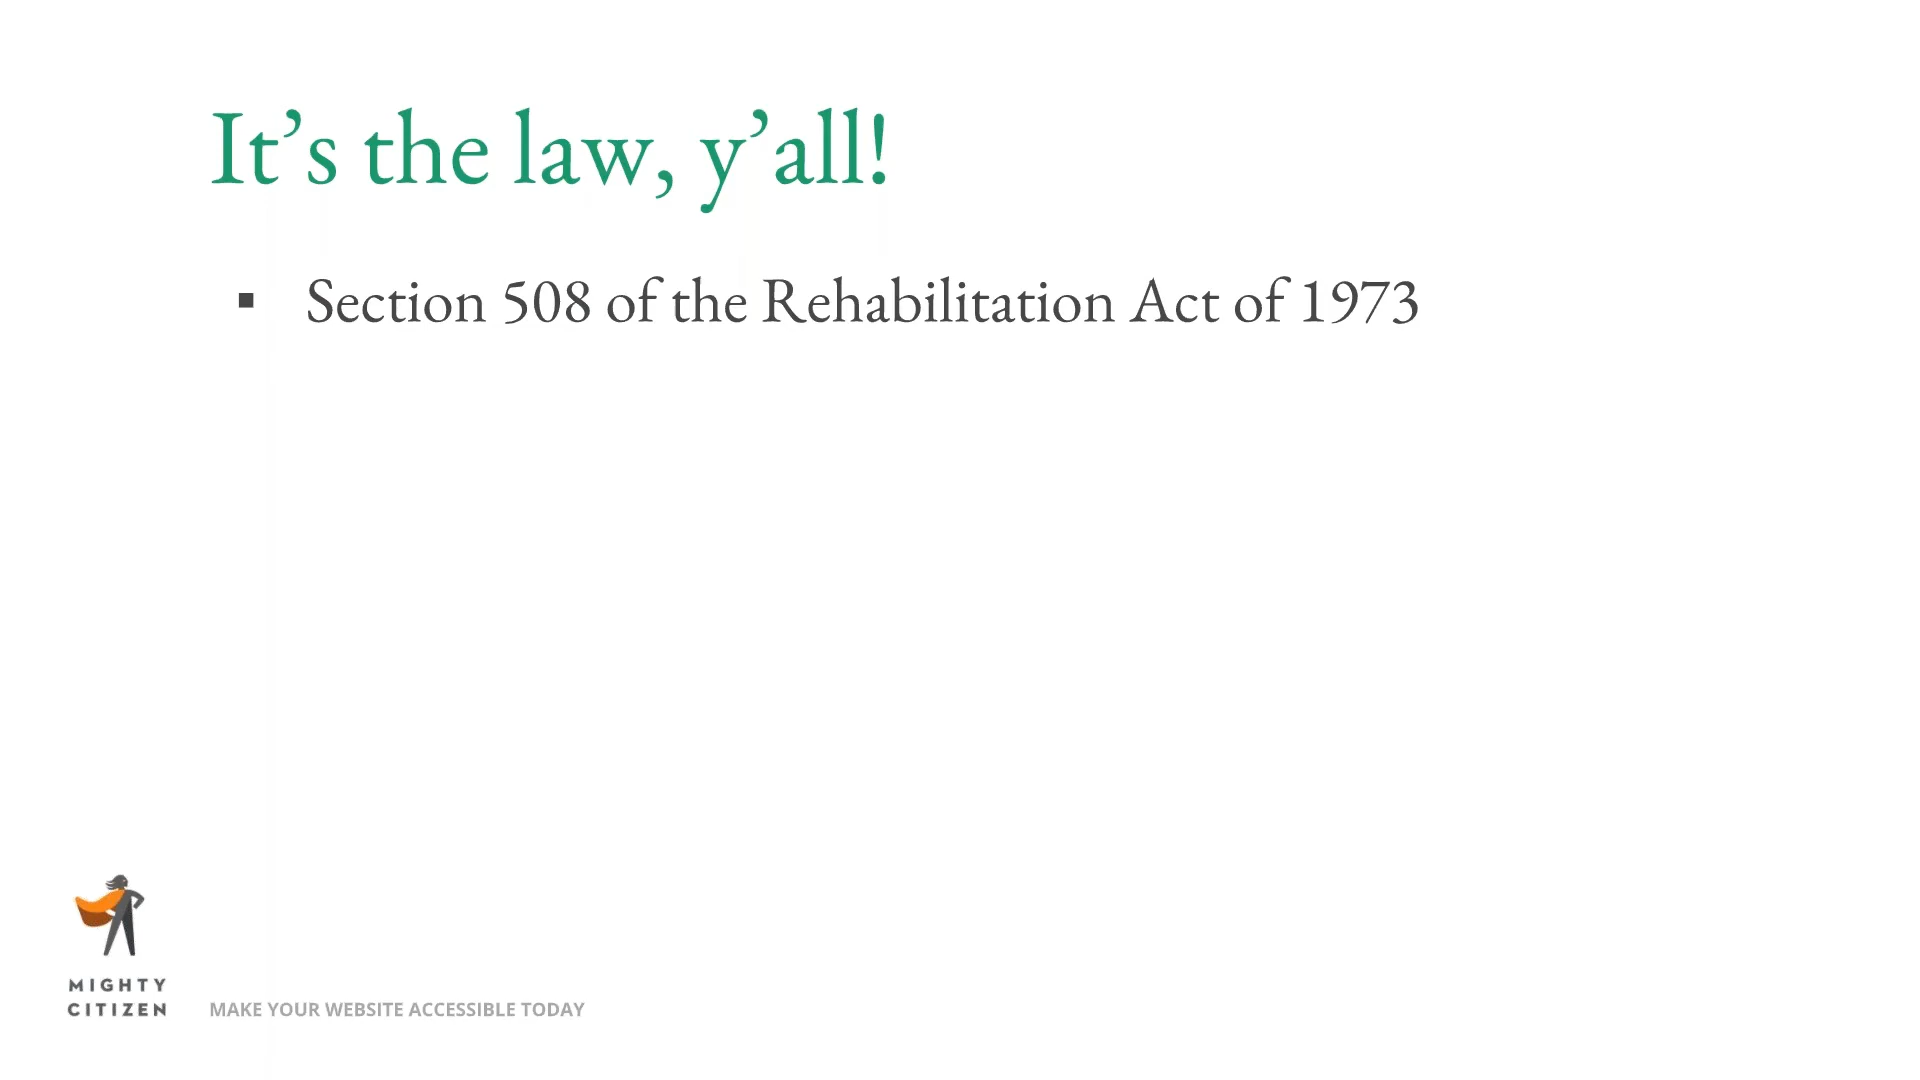 It’s the law, y’all!
▪ Section 508 of the Rehabilitation Act of 1973
MIGHTY
CITIZEN
MAKE YOUR WEBSITE ACCESSIBLE TODAY